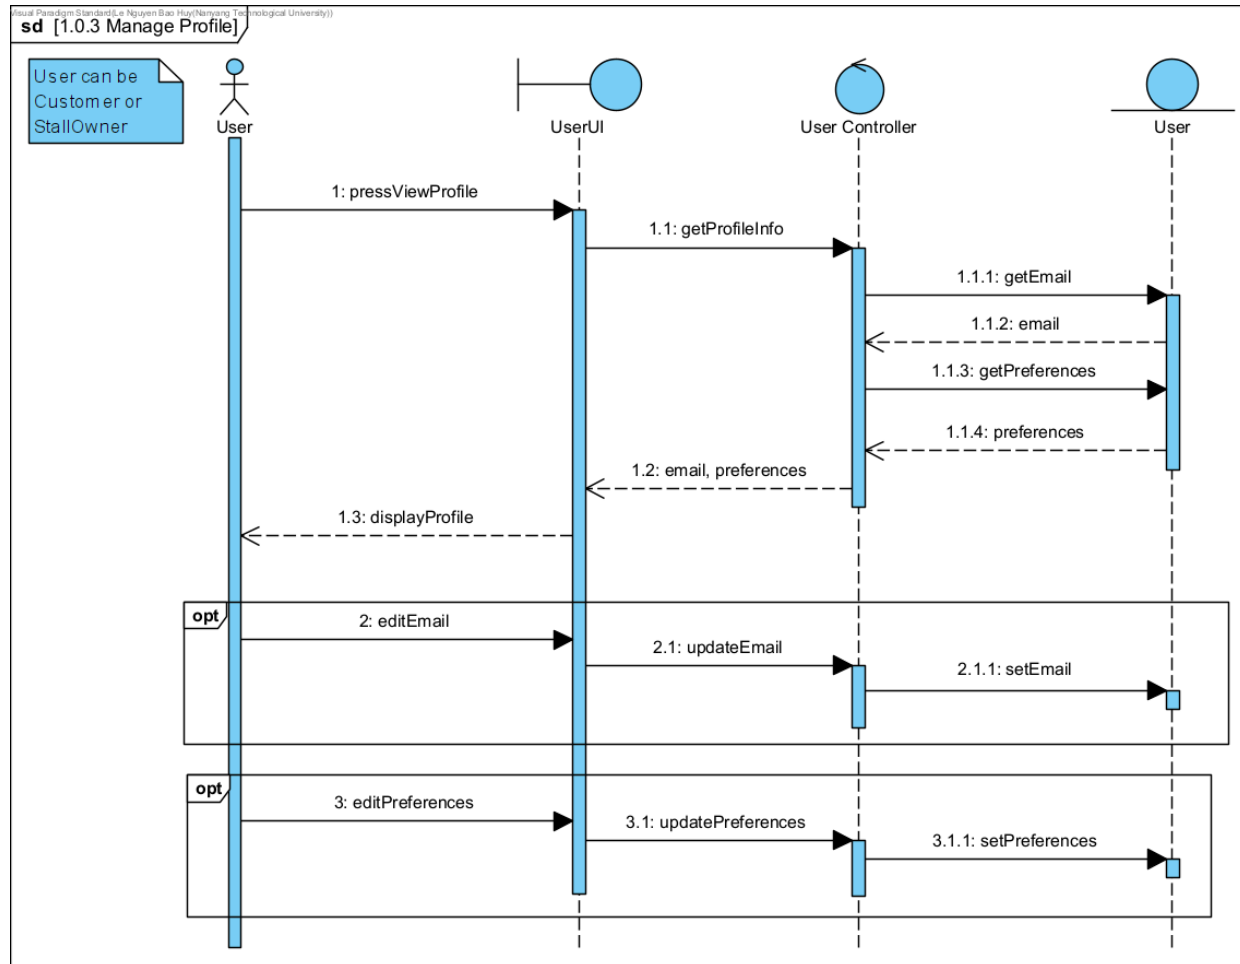 Visual Paradigm Standard(Le Nguyen Bao Huy(Nanyang Technological University))
sd [1.0.3 Manage Profile]
User can be
Customer or
StallOwner
User
UserUI
User Controller
User
1: pressViewProfile
1.1: getProfileInfo
1.1.1: getEmail
1.1.2: email
1.1.3: getPreferences
1.1.4: preferences
1.2: email, preferences
1.3: displayProfile
opt
2: editEmail
2.1: updateEmail
2.1.1: setEmail
opt
3: editPreferences
3.1: updatePreferences
3.1.1: setPreferences